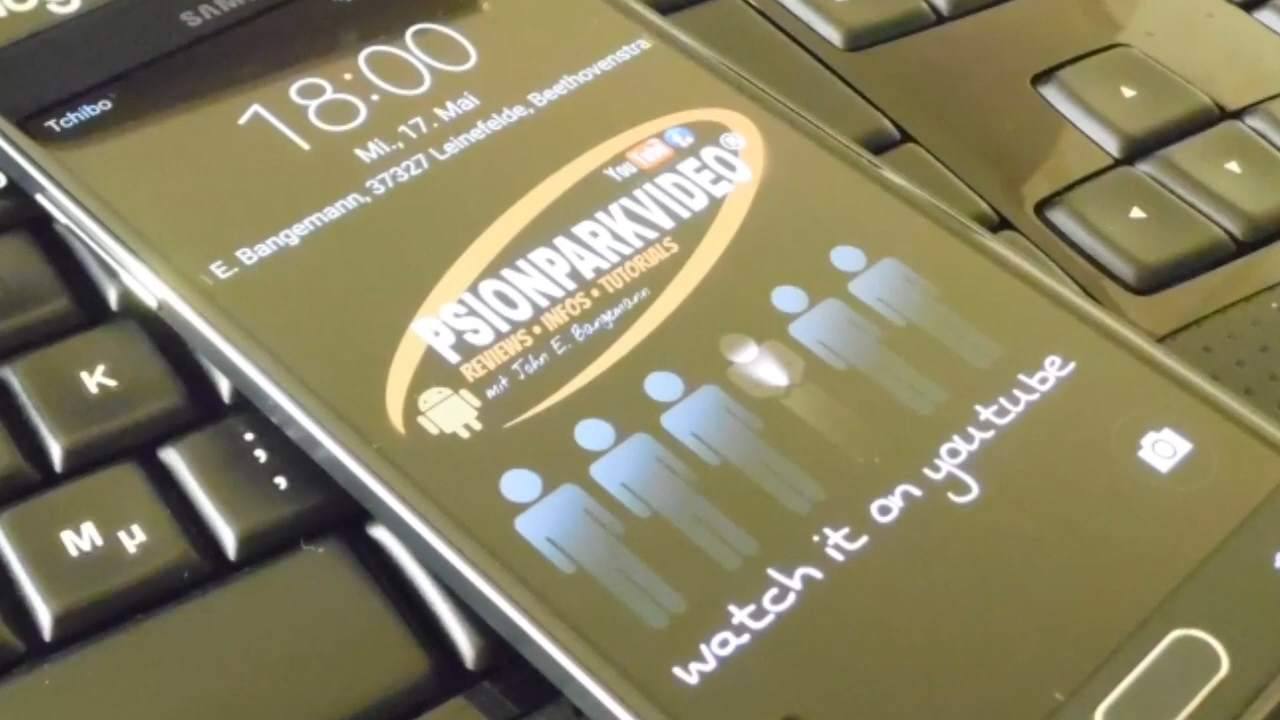 SAM
Tchibo
18:00
Mi., 17. Mai
E. Bangemann, 37327 Leinefelde, Beethovenstra
You Tube f
PSIONPARKVIDEO®
REVIEWS • INFOS • TUTORIALS
mit John E. Bangemann
watch it on youtube
K
; ,
M µ